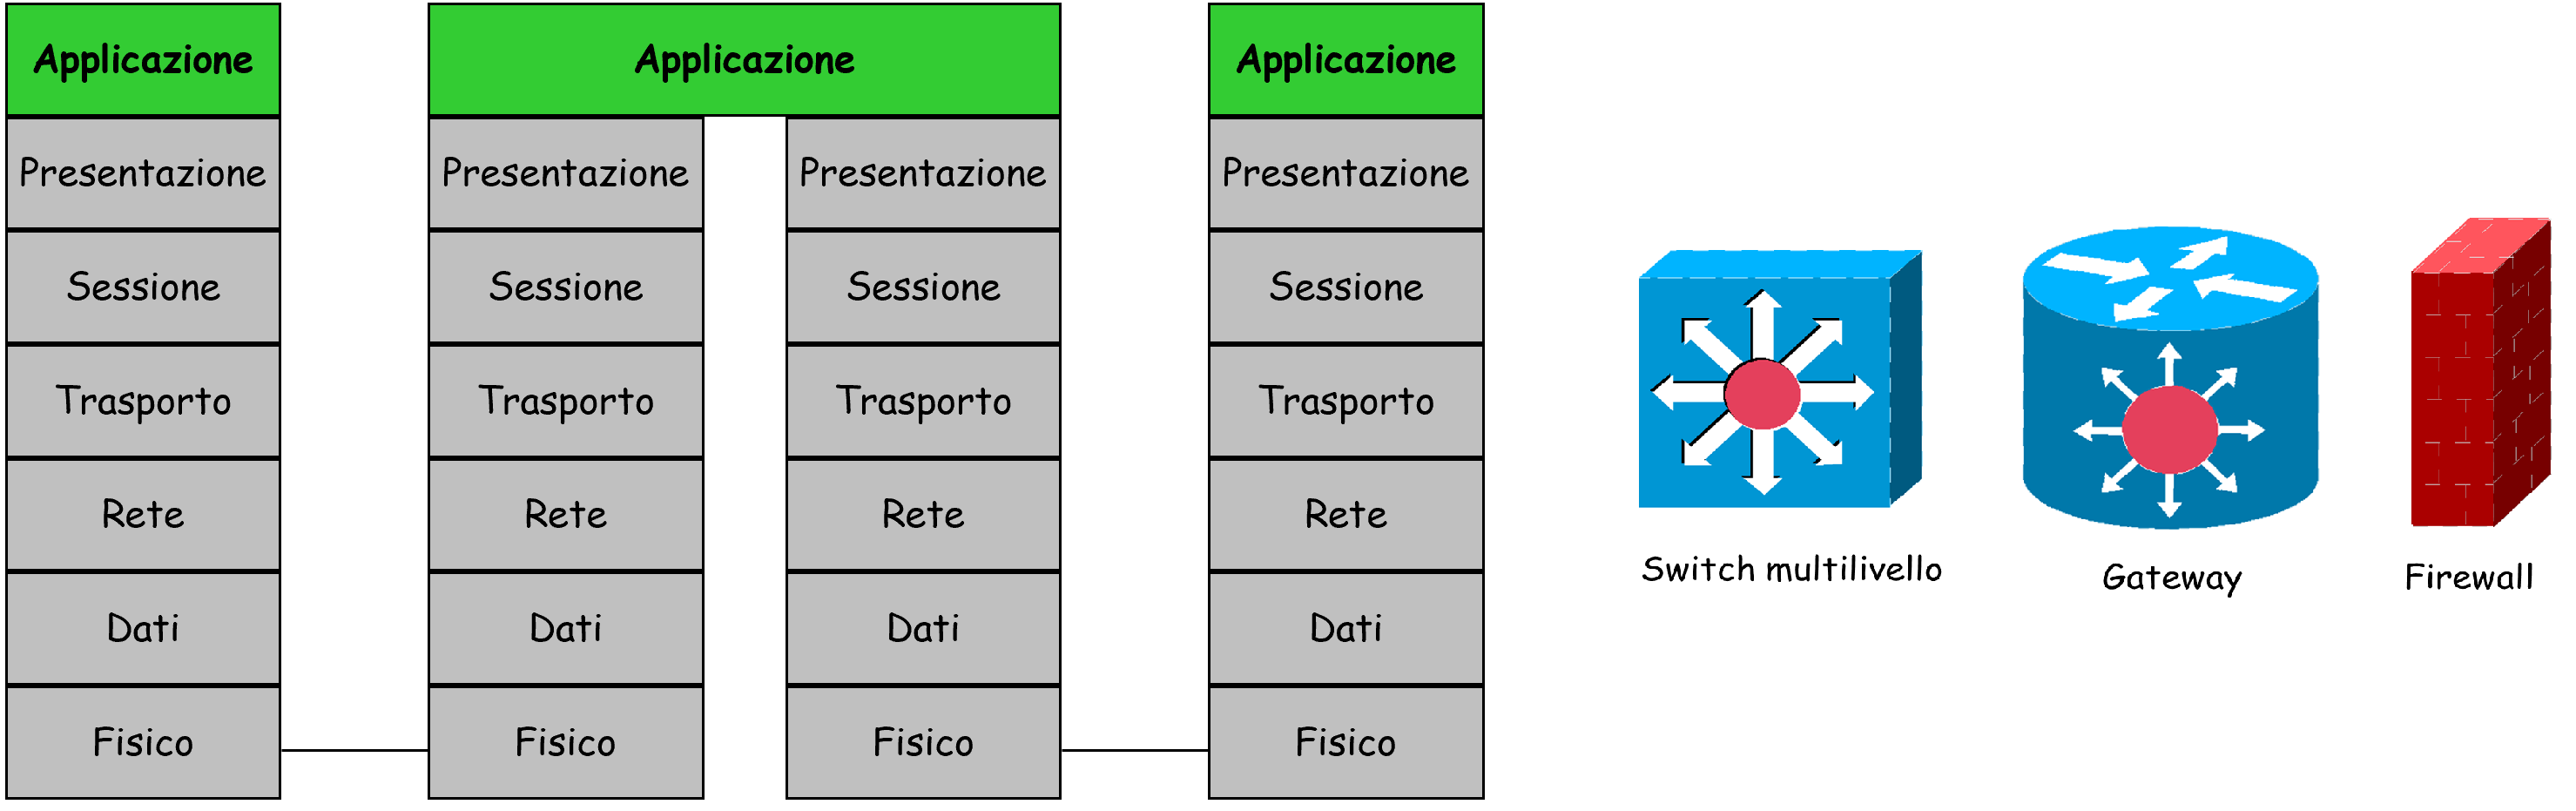 Applicazione
Presentazione
Sessione
Trasporto
Rete
Dati
Fisico
Applicazione
Presentazione
Sessione
Trasporto
Rete
Dati
Fisico
Presentazione
Sessione
Trasporto
Rete
Dati
Fisico
Applicazione
Presentazione
Sessione
Trasporto
Rete
Dati
Fisico
Switch multilivello
Gateway
Firewall